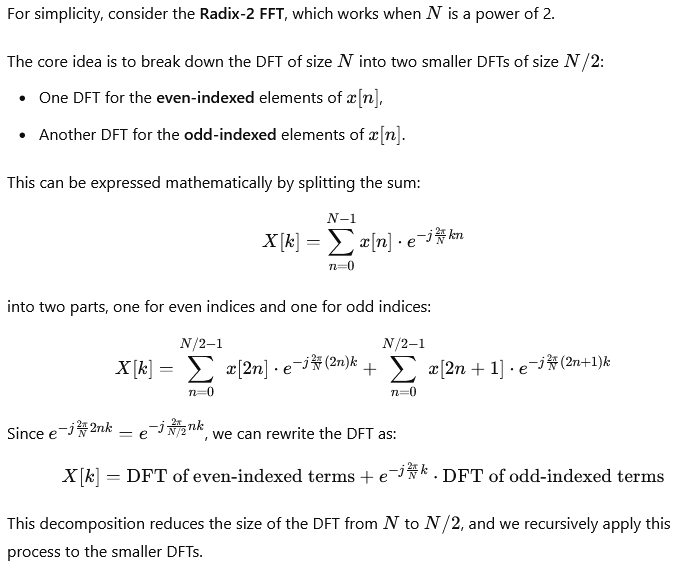 For simplicity, consider the Radix-2 FFT, which works when N is a power of 2.
The core idea is to break down the DFT of size N into two smaller DFTs of size N/2:
• One DFT for the even-indexed elements of x[n],
• Another DFT for the odd-indexed elements of x[n].
This can be expressed mathematically by splitting the sum:
X[k] = \sum_{n=0}^{N-1} x[n] \cdot e^{-j\frac{2\pi}{N}kn}
into two parts, one for even indices and one for odd indices:
X[k] = \sum_{n=0}^{N/2-1} x[2n] \cdot e^{-j\frac{2\pi}{N}(2n)k} + \sum_{n=0}^{N/2-1} x[2n+1] \cdot e^{-j\frac{2\pi}{N}(2n+1)k}
Since e^{-j\frac{2\pi}{N}2nk} = e^{-j\frac{2\pi}{N/2}nk}, we can rewrite the DFT as:
X[k] = DFT of even-indexed terms + e^{-j\frac{2\pi}{N}k} \cdot DFT of odd-indexed terms
This decomposition reduces the size of the DFT from N to N/2, and we recursively apply this
process to the smaller DFTs.